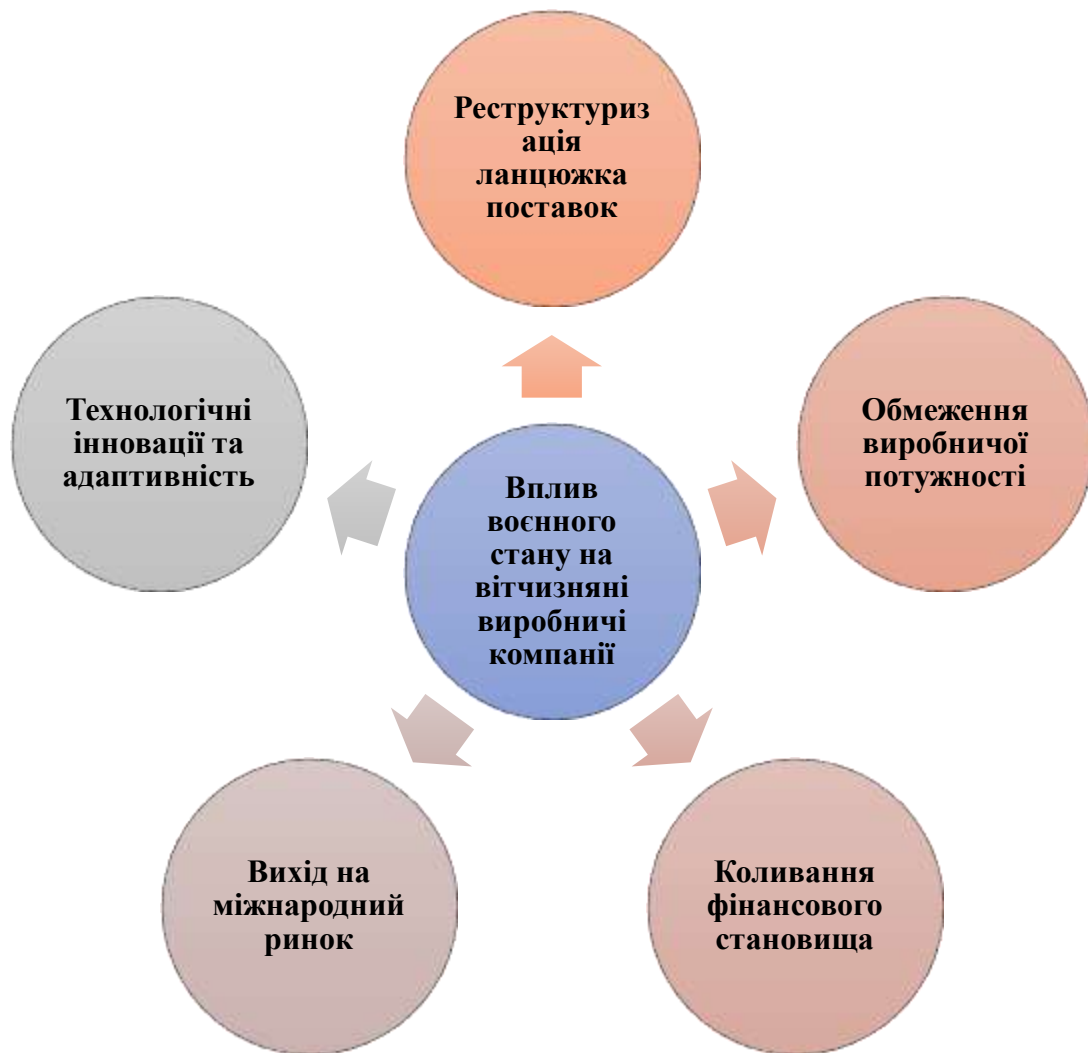 Реструктуриз
ація
ланцюжка
поставок
Обмеження
виробничої
потужності
Коливання
фінансового
становища
Вихід на
міжнародний
ринок
Технологічні
інновації та
адаптивність
Вплив
воєнного
стану на
вітчизняні
виробничі
компанії